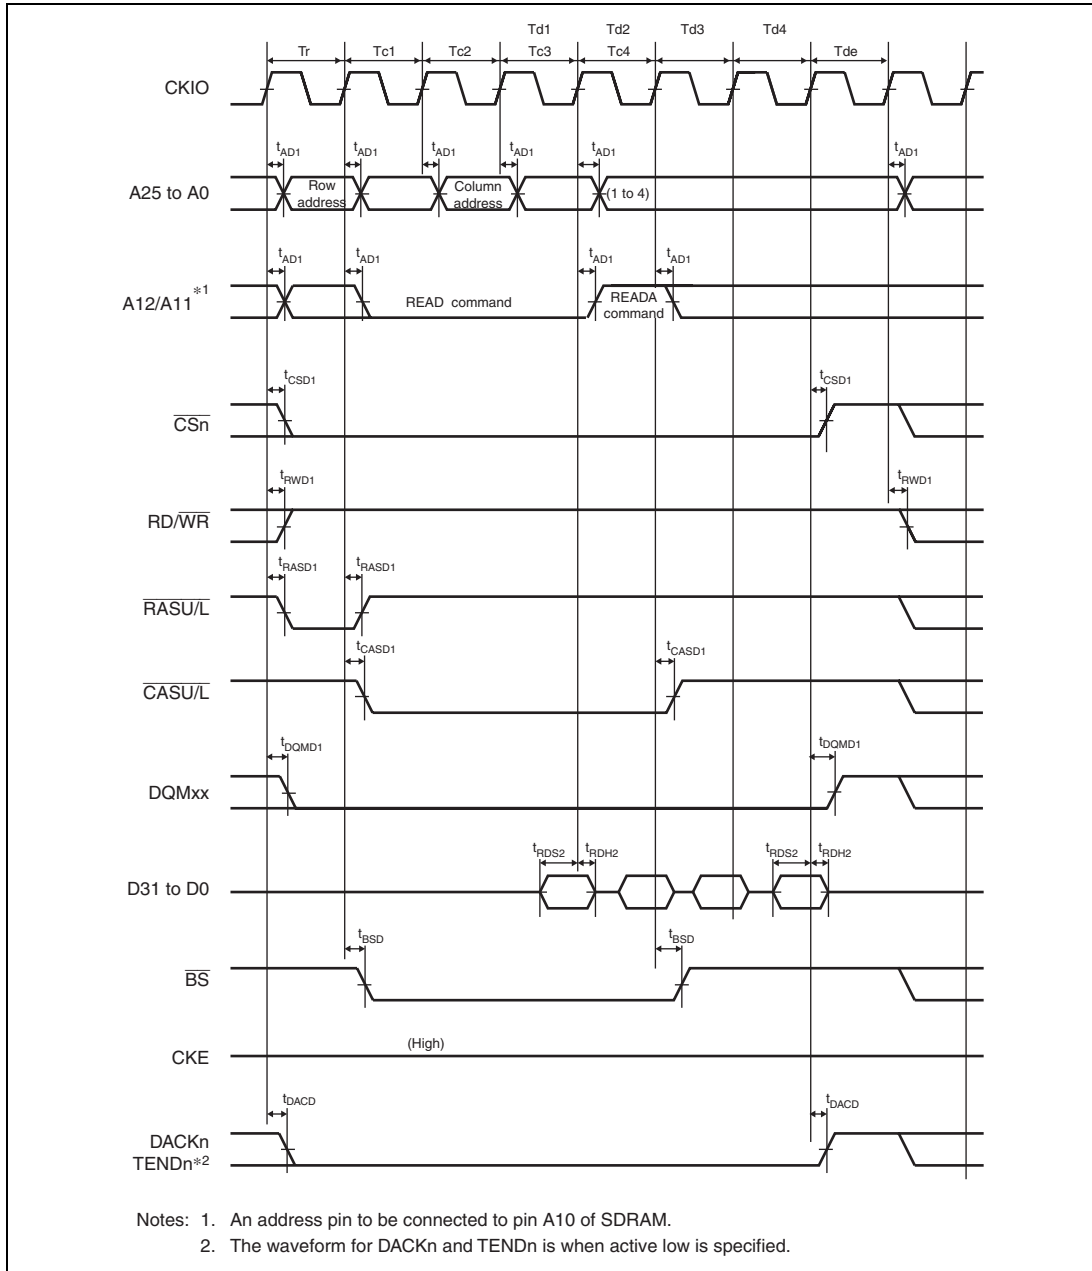 Td1 Td2 Td3 Td4
Tr Tc1 Tc2 Tc3 Tc4 Tde
CKIO
tAD1 tAD1 tAD1 tAD1 tAD1 tAD1
A25 to A0
Row address
Column address
(1 to 4)
tAD1 tAD1 tAD1 tAD1
A12/A11*1
READ command
READA command
tCSD1 tCSD1
CSn
tRWD1 tRWD1
RD/WR
tRASD1 tRASD1
RASU/L
tCASD1 tCASD1
CASU/L
tDQMD1 tDQMD1
DQMxx
tRDS2 tRDH2 tRDS2 tRDH2
D31 to D0
tBSD tBSD
BS
(High)
CKE
tDACD tDACD
DACKn
TENDn*2
Notes: 1. An address pin to be connected to pin A10 of SDRAM.
2. The waveform for DACKn and TENDn is when active low is specified.